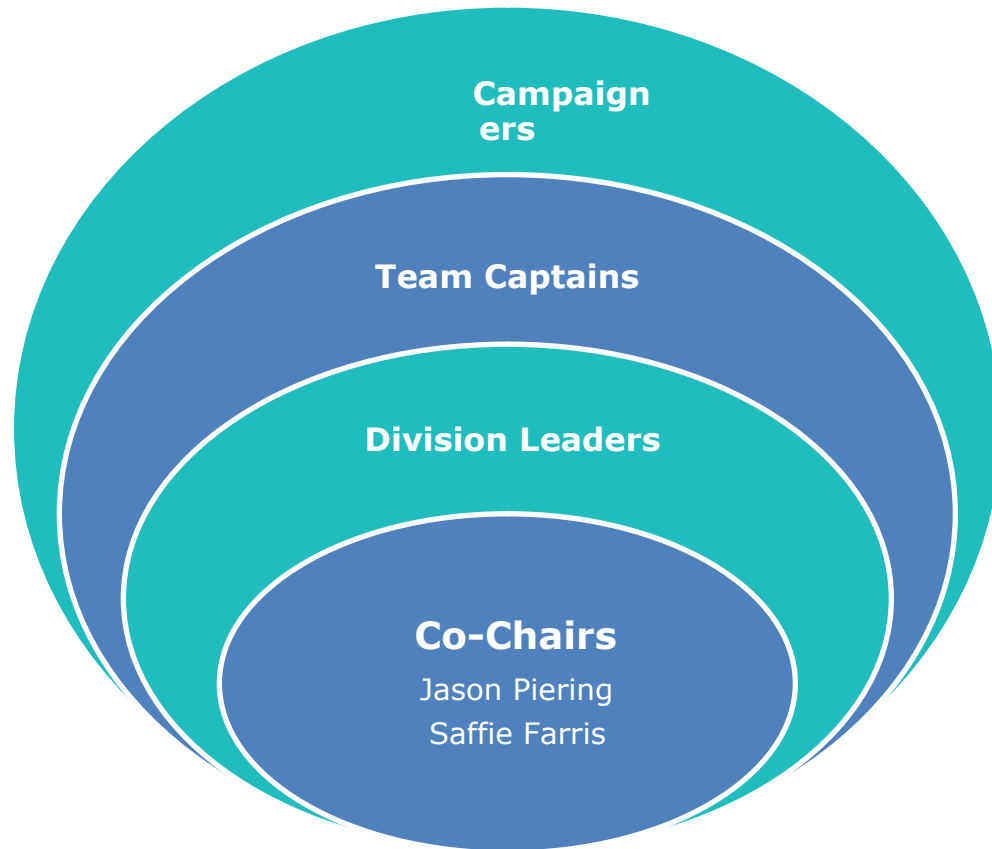 Campaign
ers
Team Captains
Division Leaders
Co-Chairs
Jason Piering
Saffie Farris